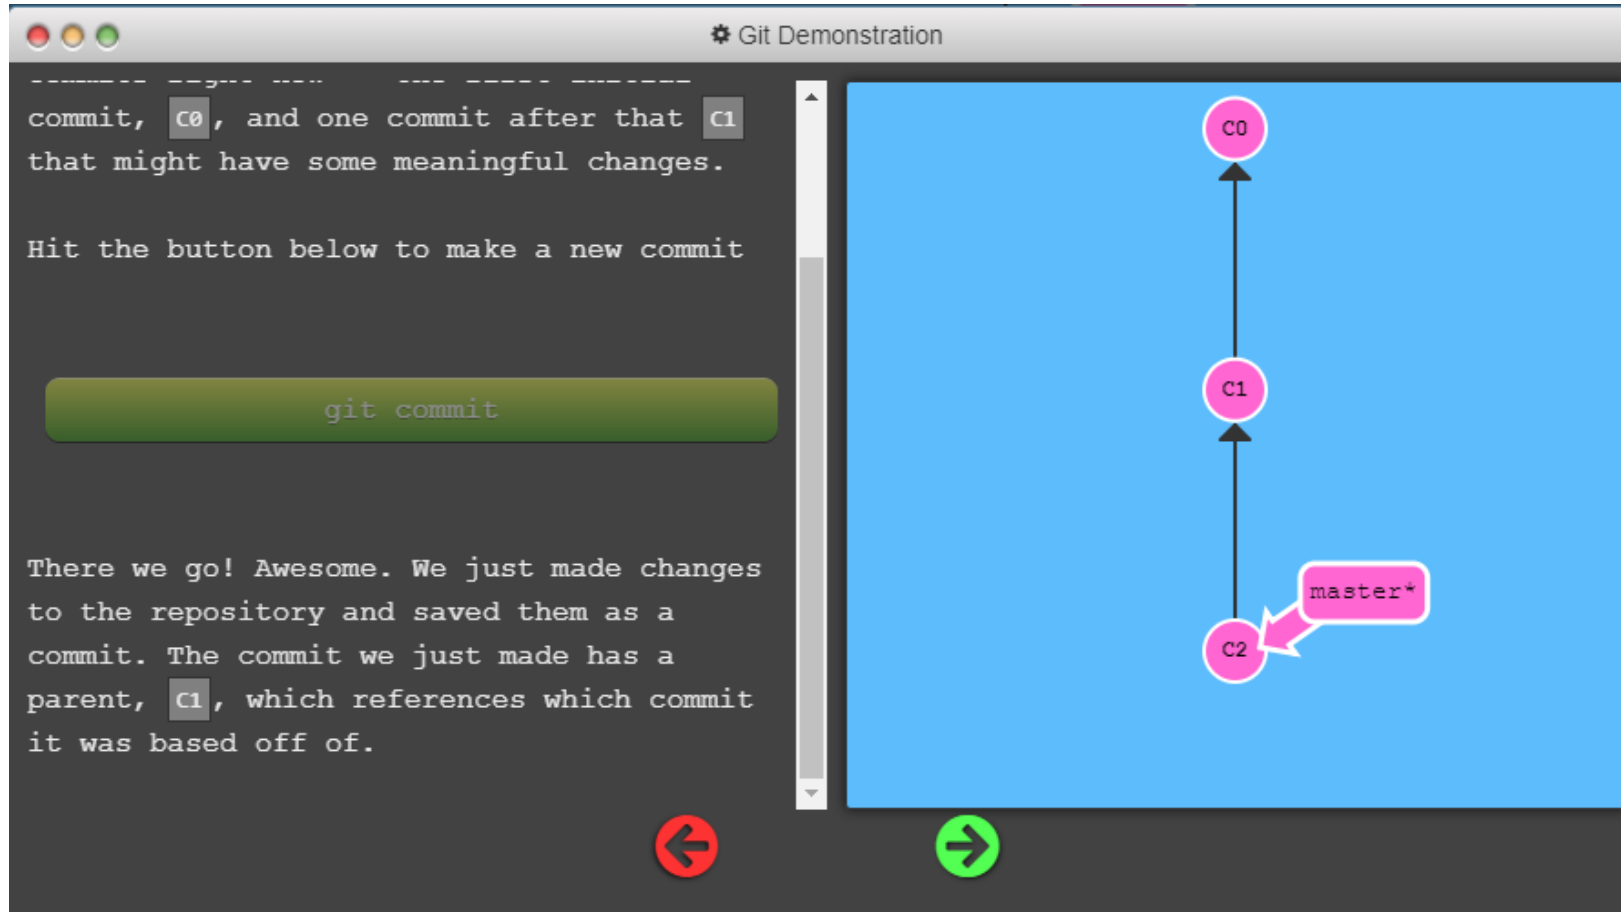 Git Demonstration
commit, C0, and one commit after that C1
that might have some meaningful changes.
Hit the button below to make a new commit
git commit
There we go! Awesome. We just made changes
to the repository and saved them as a
commit. The commit we just made has a
parent, C1, which references which commit
it was based off of.
C0
C1
master*
C2